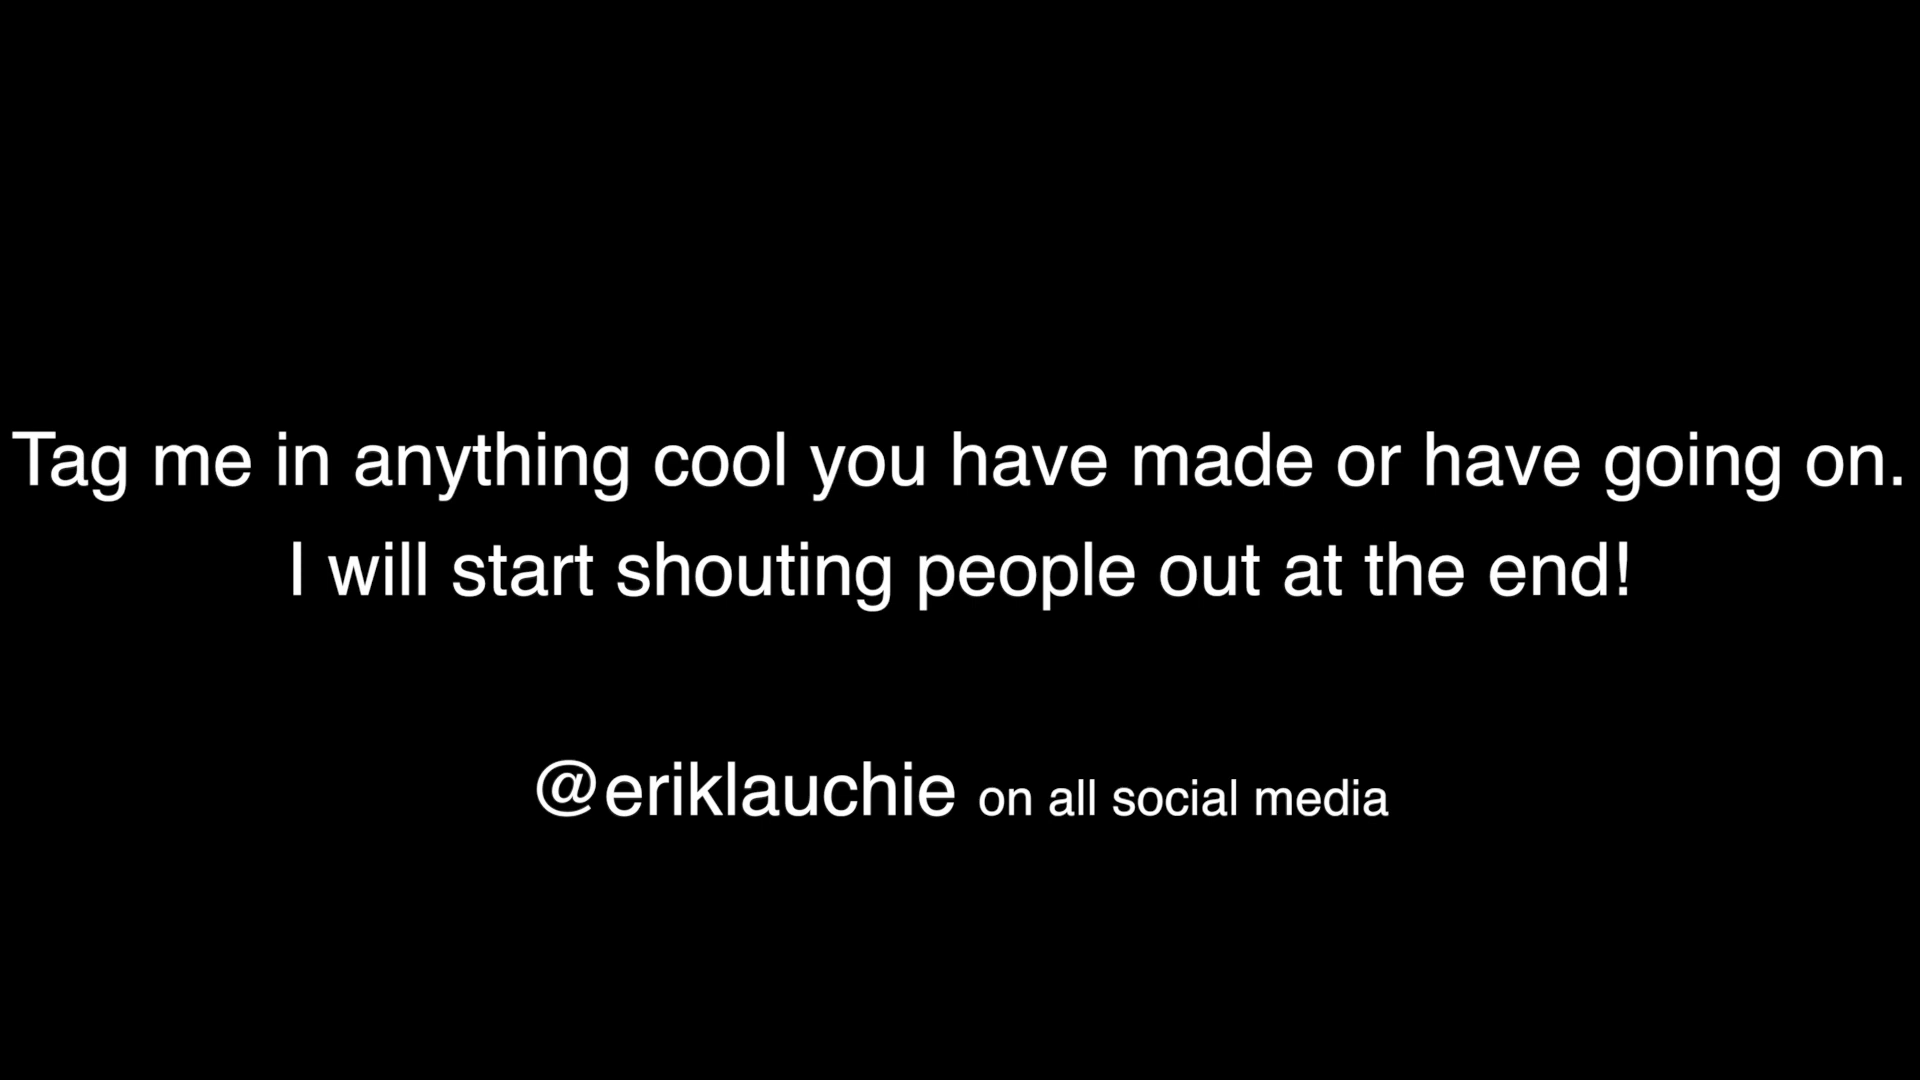 Tag me in anything cool you have made or have going on.
I will start shouting people out at the end!
@eriklauchie on all social media